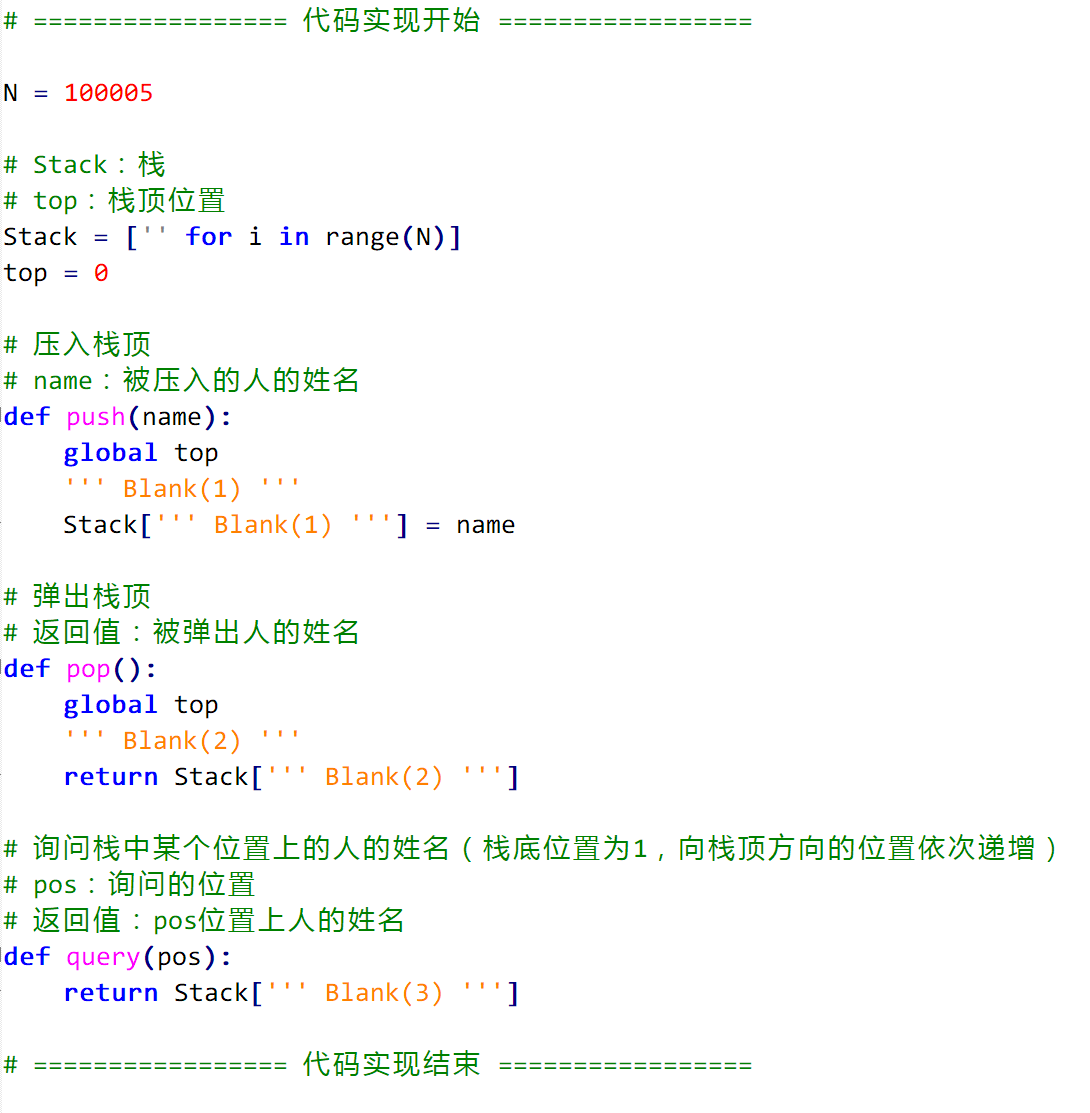 # ================= 代码实现开始 =================
N = 100005
# Stack：栈
# top：栈顶位置
Stack = ['' for i in range(N)]
top = 0
# 压入栈顶
# name：被压入的人的姓名
def push(name):
    global top
    ''' Blank(1) '''
    Stack[''' Blank(1) '''] = name
# 弹出栈顶
# 返回值：被弹出人的姓名
def pop():
    global top
    ''' Blank(2) '''
    return Stack[''' Blank(2) ''']
# 询问栈中某个位置上的人的姓名（栈底位置为1，向栈顶方向的位置依次递增）
# pos：询问的位置
# 返回值：pos位置上人的姓名
def query(pos):
    return Stack[''' Blank(3) ''']
# ================= 代码实现结束 =================